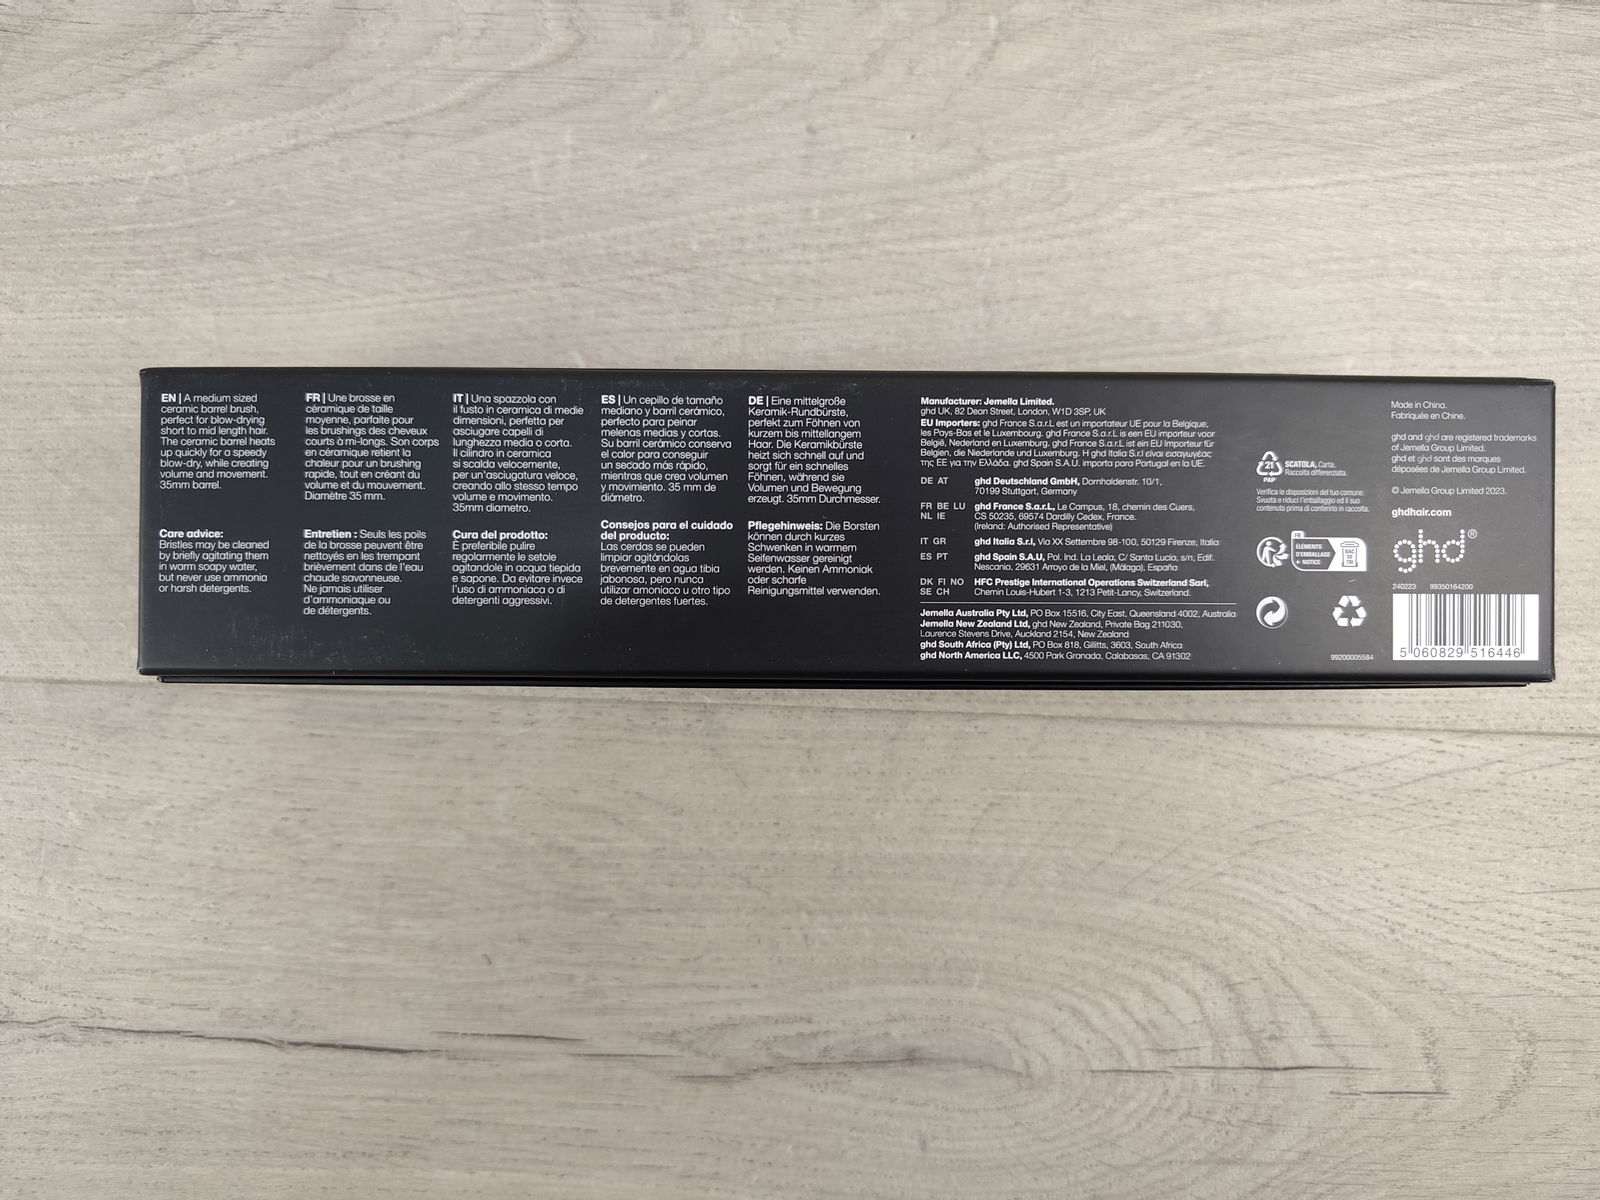 EN | A medium sized
ceramic barrel brush,
perfect for blow-drying
short to mid length hair.
The ceramic barrel heats
up quickly for a speedy
blow-dry, while creating
volume and movement.
35mm barrel.
Care advice:
Bristles may be cleaned
by briefly agitating them
in warm soapy water,
but never use ammonia
or harsh detergents.
FR | Une brosse en
céramique de taille
moyenne, parfaite pour
les brushings des cheveux
courts à mi-longs. Son corps
en céramique retient la
chaleur pour un brushing
rapide, tout en créant du
volume et du mouvement.
Diamètre 35 mm.
Entretien : Seuls les poils
de la brosse peuvent être
nettoyés en les trempant
brièvement dans de l'eau
chaude savonneuse.
Ne jamais utiliser
d'ammoniaque ou
de détergents.
IT | Una spazzola con
il fusto in ceramica di medie
dimensioni, perfetta per
asciugare capelli di
lunghezza media o corta.
Il cilindro in ceramica
si scalda velocemente,
per un'asciugatura veloce,
creando allo stesso tempo
volume e movimento.
35mm diametro.
Cura del prodotto:
È preferibile pulire
regolarmente le setole
agitandole in acqua tiepida
e sapone. Da evitare invece
l'uso di ammoniaca o di
detergenti aggressivi.
ES | Un cepillo de tamaño
mediano y barril cerámico,
perfecto para peinar
melenas medias y cortas.
Su barril cerámico conserva
el calor para conseguir
un secado más rápido,
mientras que crea volumen
y movimiento. 35 mm de
diámetro.
Consejos para el cuidado
del producto:
Las cerdas se pueden
limpiar agitándolas
brevemente en agua tibia
jabonosa, pero nunca
utilizar amoníaco u otro tipo
de detergentes fuertes.
DE | Eine mittelgroße
Keramik-Rundbürste,
perfekt zum Föhnen von
kurzem bis mittellangem
Haar. Die Keramikbürste
heizt sich schnell auf und
sorgt für ein schnelles
Föhnen, während sie
Volumen und Bewegung
erzeugt. 35mm Durchmesser.
Pflegehinweis: Die Borsten
können durch kurzes
Schwenken in warmem
Seifenwasser gereinigt
werden. Keinen Ammoniak
oder scharfe
Reinigungsmittel verwenden.
Manufacturer: Jemella Limited.
ghd UK, 82 Dean Street, London, W1D 3SP, UK
EU Importers: ghd France S.a.r.L est un importateur UE pour la Belgique,
les Pays-Bas et le Luxembourg. ghd France S.a.r.L is een EU importeur voor
België, Nederland en Luxemburg. ghd France S.a.r.L ist ein EU Importeur für
Belgien, die Niederlande und Luxemburg. Η ghd Italia S.r.l είναι εισαγωγέας
της ΕΕ για την Ελλάδα. ghd Spain S.A.U. importa para Portugal en la UE.
DE AT ghd Deutschland GmbH, Dornhaldenstr. 10/1,
70199 Stuttgart, Germany
FR BE LU ghd France S.a.r.L, Le Campus, 18, chemin des Cuers,
NL IE CS 50235, 69574 Dardilly Cedex, France.
(Ireland: Authorised Representative)
IT GR ghd Italia S.r.l, Via XX Settembre 98-100, 50129 Firenze, Italia
ES PT ghd Spain S.A.U, Pol. Ind. La Leala, C/ Santa Lucía, s/n, Edif.
Nescania, 29631 Arroyo de la Miel, (Málaga). España
DK FI NO HFC Prestige International Operations Switzerland Sarl,
SE CH Chemin Louis-Hubert 1-3, 1213 Petit-Lancy, Switzerland.
Jemella Australia Pty Ltd, PO Box 15516, City East, Queensland 4002, Australia
Jemella New Zealand Ltd, ghd New Zealand, Private Bag 211030,
Laurence Stevens Drive, Auckland 2154, New Zealand
ghd South Africa (Pty) Ltd, PO Box 818, Gillitts, 3603, South Africa
ghd North America LLC, 4500 Park Granada, Calabasas, CA 91302
21
PAP
SCATOLA, Carta,
Raccolta differenziata.
Verifica le disposizioni del tuo comune.
Svuota e riduci l'imballaggio ed il suo
contenuto prima di conferirlo in raccolta.
FR
ÉLÉMENTS
D'EMBALLAGE
+ NOTICE
BAC
DE
TRI
99200005584
Made in China.
Fabriquée en Chine.
ghd and ghd are registered trademarks
of Jemella Group Limited.
ghd et ghd sont des marques
déposées de Jemella Group Limited.
© Jemella Group Limited 2023.
ghdhair.com
ghd®
240223 99350164200
5 060829 516446